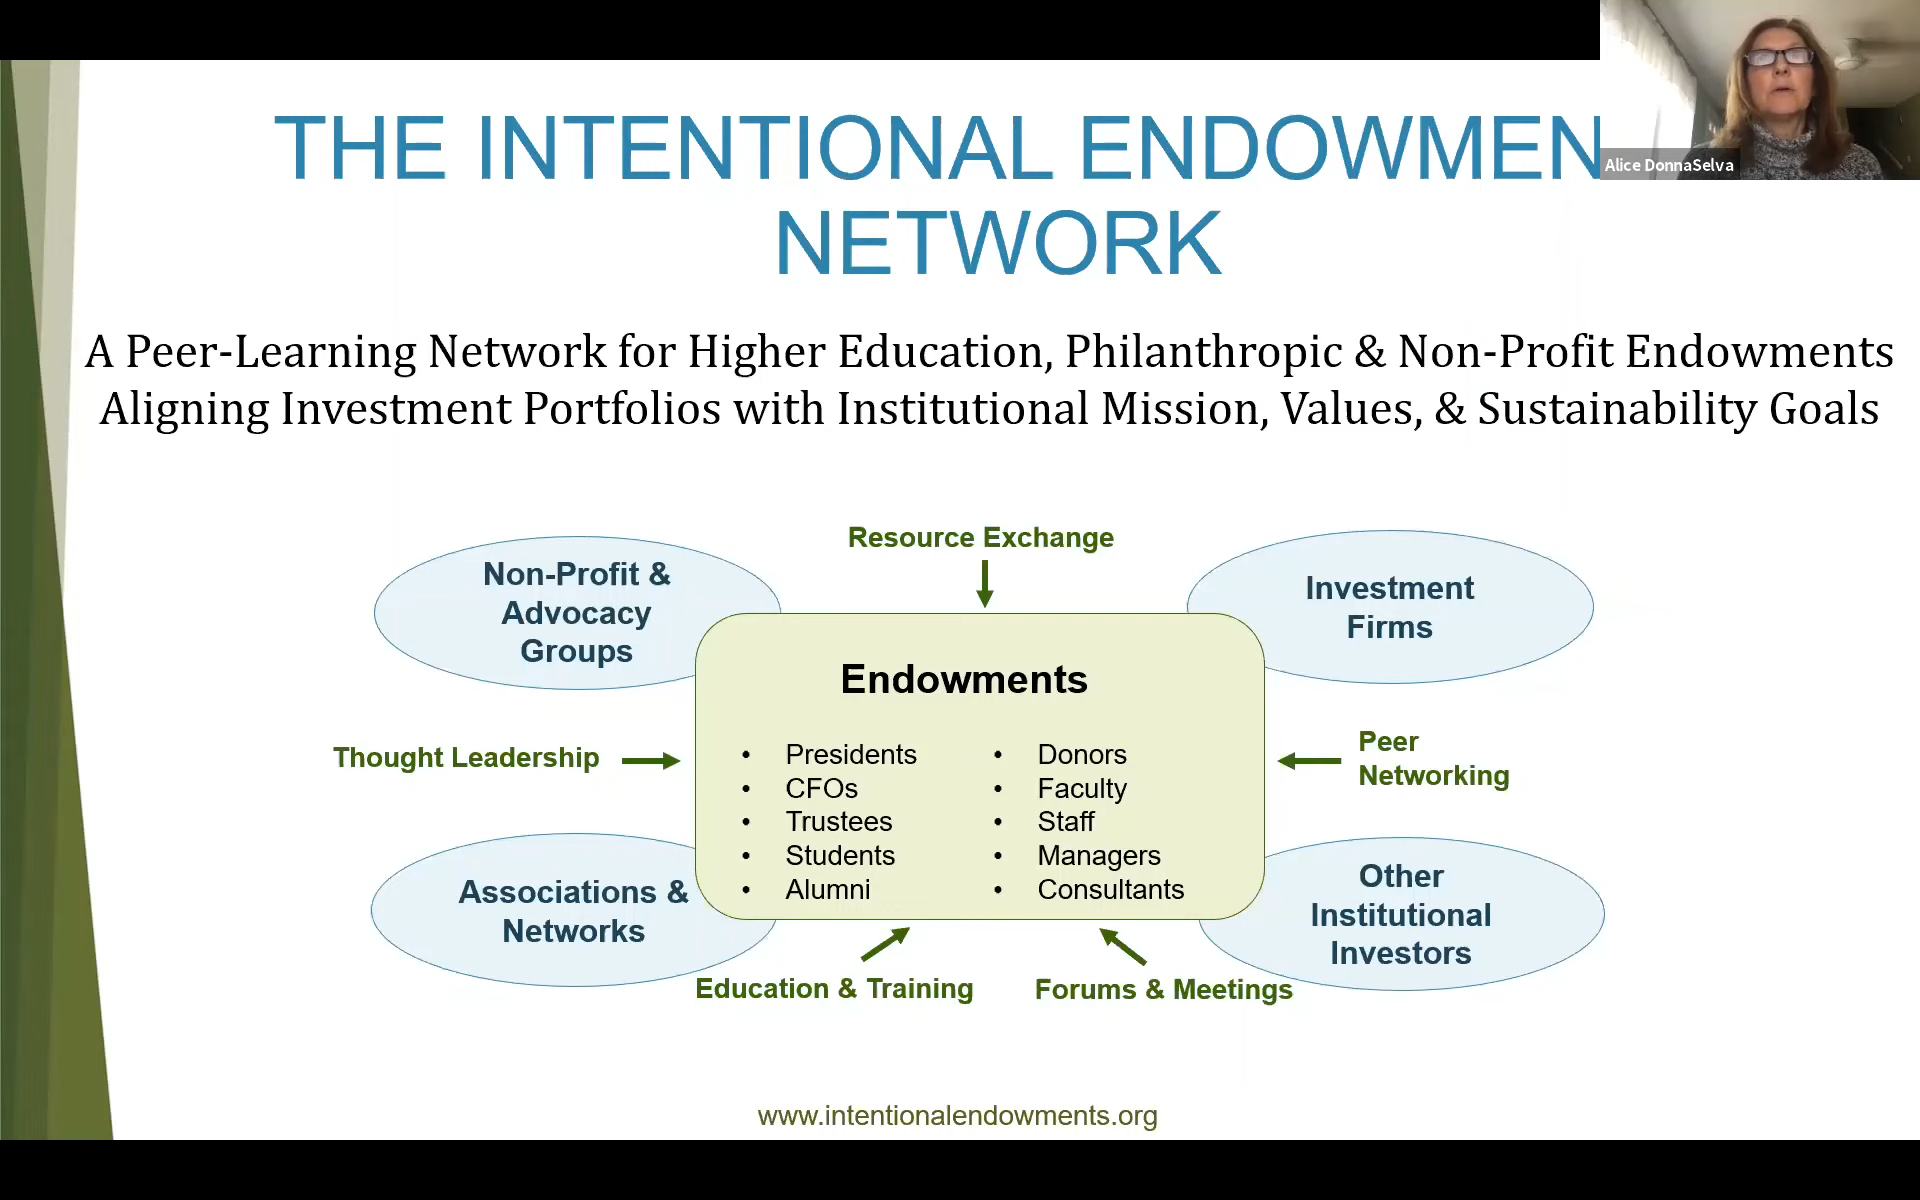 THE INTENTIONAL ENDOWMEN
NETWORK
Alice DonnaSelva
A Peer-Learning Network for Higher Education, Philanthropic & Non-Profit Endowments
Aligning Investment Portfolios with Institutional Mission, Values, & Sustainability Goals
Resource Exchange
Non-Profit &
Advocacy
Groups
Investment
Firms
Endowments
Thought Leadership
• Presidents
• CFOs
• Trustees
• Students
• Alumni
• Donors
• Faculty
• Staff
• Managers
• Consultants
Peer
Networking
Associations &
Networks
Other
Institutional
Investors
Education & Training
Forums & Meetings
www.intentionalendowments.org